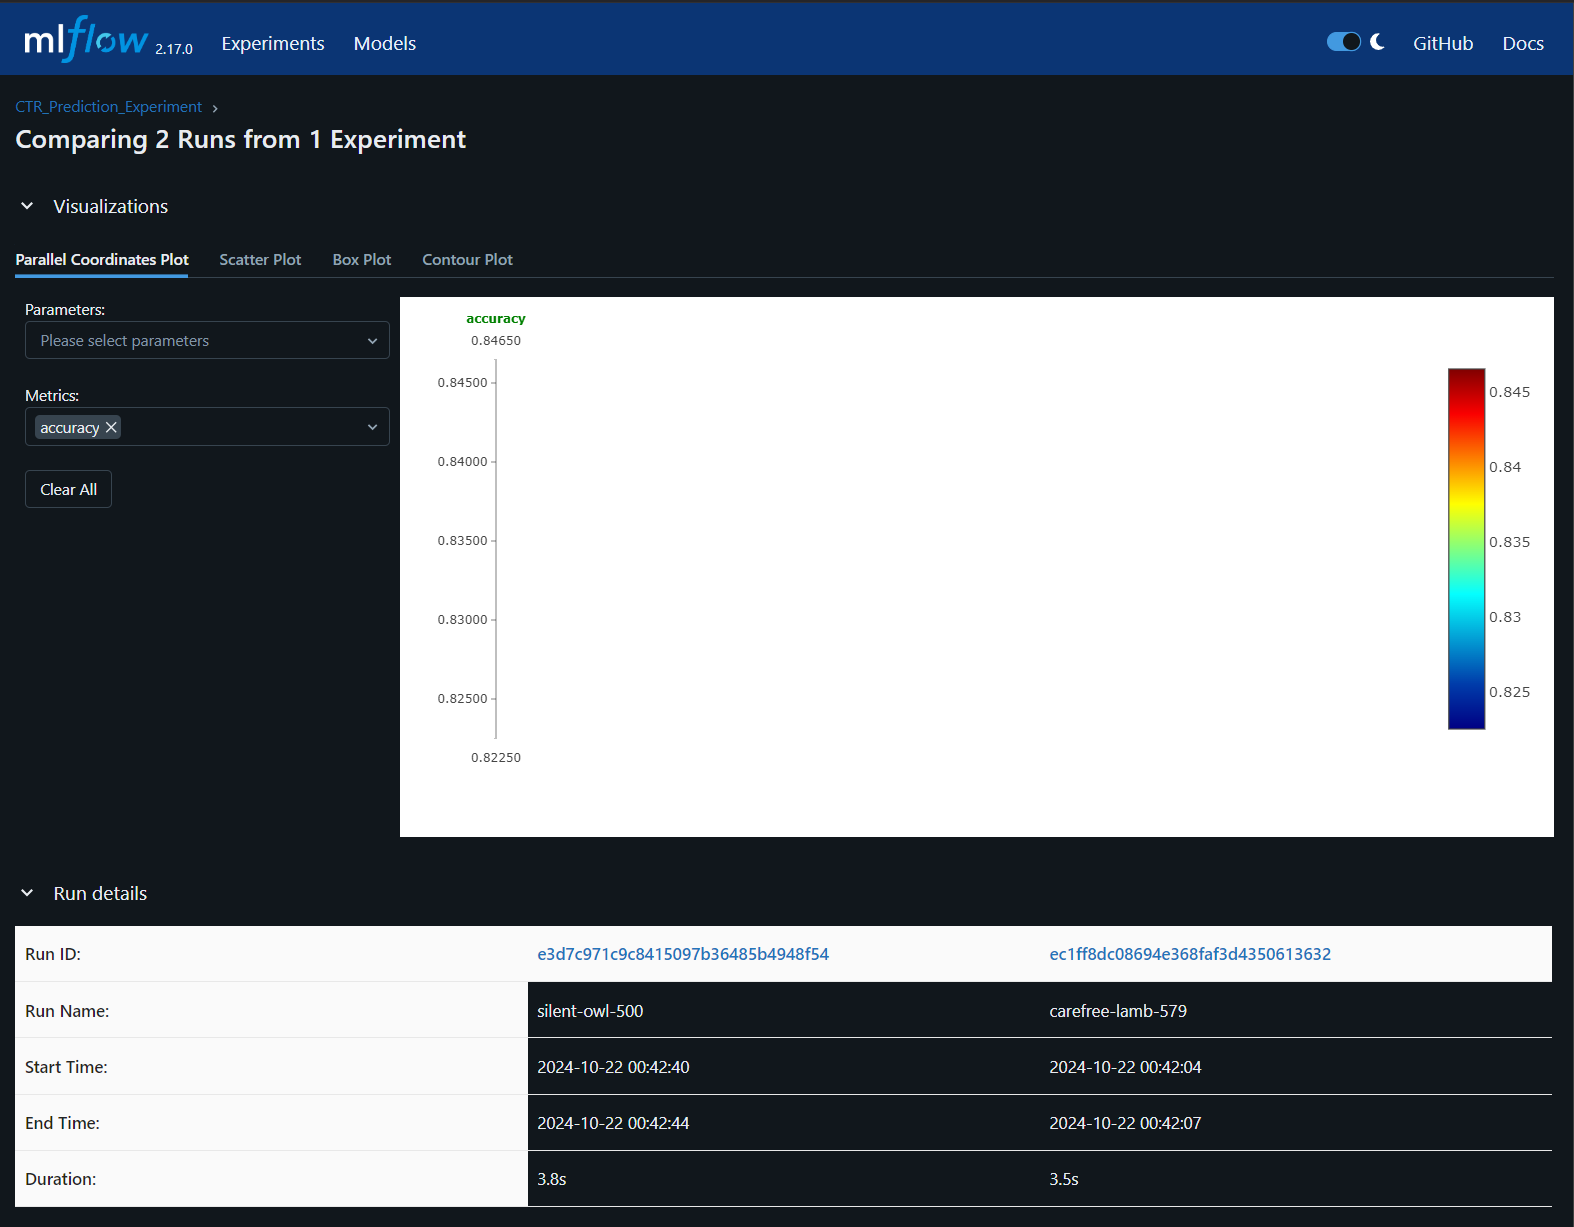 mlflow 2.17.0 Experiments Models GitHub Docs
CTR_Prediction_Experiment ›
Comparing 2 Runs from 1 Experiment
Visualizations
Parallel Coordinates Plot Scatter Plot Box Plot Contour Plot
Parameters:
Please select parameters
Metrics:
accuracy
Clear All
accuracy
0.84650
0.84500
0.84000
0.83500
0.83000
0.82500
0.82250
0.845
0.84
0.835
0.83
0.825
Run details
Run ID: e3d7c971c9c8415097b36485b4948f54 ec1ff8dc08694e368faf3d4350613632
Run Name: silent-owl-500 carefree-lamb-579
Start Time: 2024-10-22 00:42:40 2024-10-22 00:42:04
End Time: 2024-10-22 00:42:44 2024-10-22 00:42:07
Duration: 3.8s 3.5s